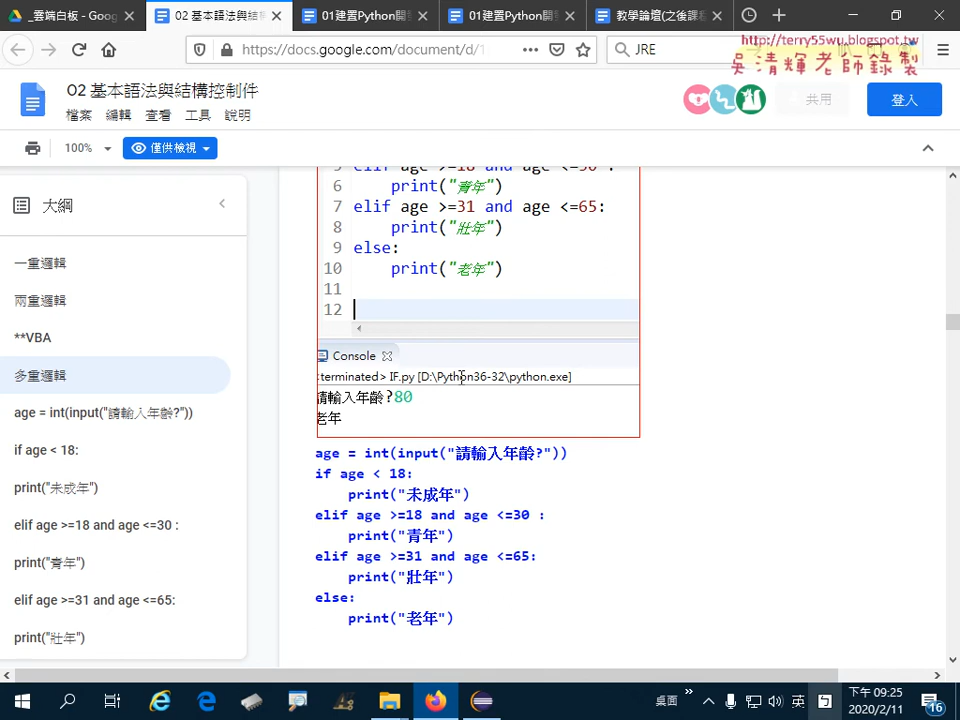 _雲端白板 - Goog
02 基本語法與結構
01建置Python開發
01建置Python開發
教學論壇(之後課
https://docs.google.com/document/d/1
JRE
http://terry55wu.blogspot.tw
吳清輝老師錄製
02 基本語法與結構控制件
檔案 編輯 查看 工具 說明
共用
登入
100%
僅供檢視
大綱
一重邏輯
兩重邏輯
**VBA
多重邏輯
age = int(input("請輸入年齡?"))
if age < 18:
print("未成年")
elif age >=18 and age <=30 :
print("青年")
elif age >=31 and age <=65:
print("壯年")
5 elif age >=18 and age <=30 :
6 print("青年")
7 elif age >=31 and age <=65:
8 print("壯年")
9 else:
10 print("老年")
11
12
Console
<terminated> IF.py [D:\Python36-32\python.exe]
請輸入年齡?80
老年
age = int(input("請輸入年齡?"))
if age < 18:
print("未成年")
elif age >=18 and age <=30 :
print("青年")
elif age >=31 and age <=65:
print("壯年")
else:
print("老年")
桌面
英
下午 09:25
2020/2/11
16